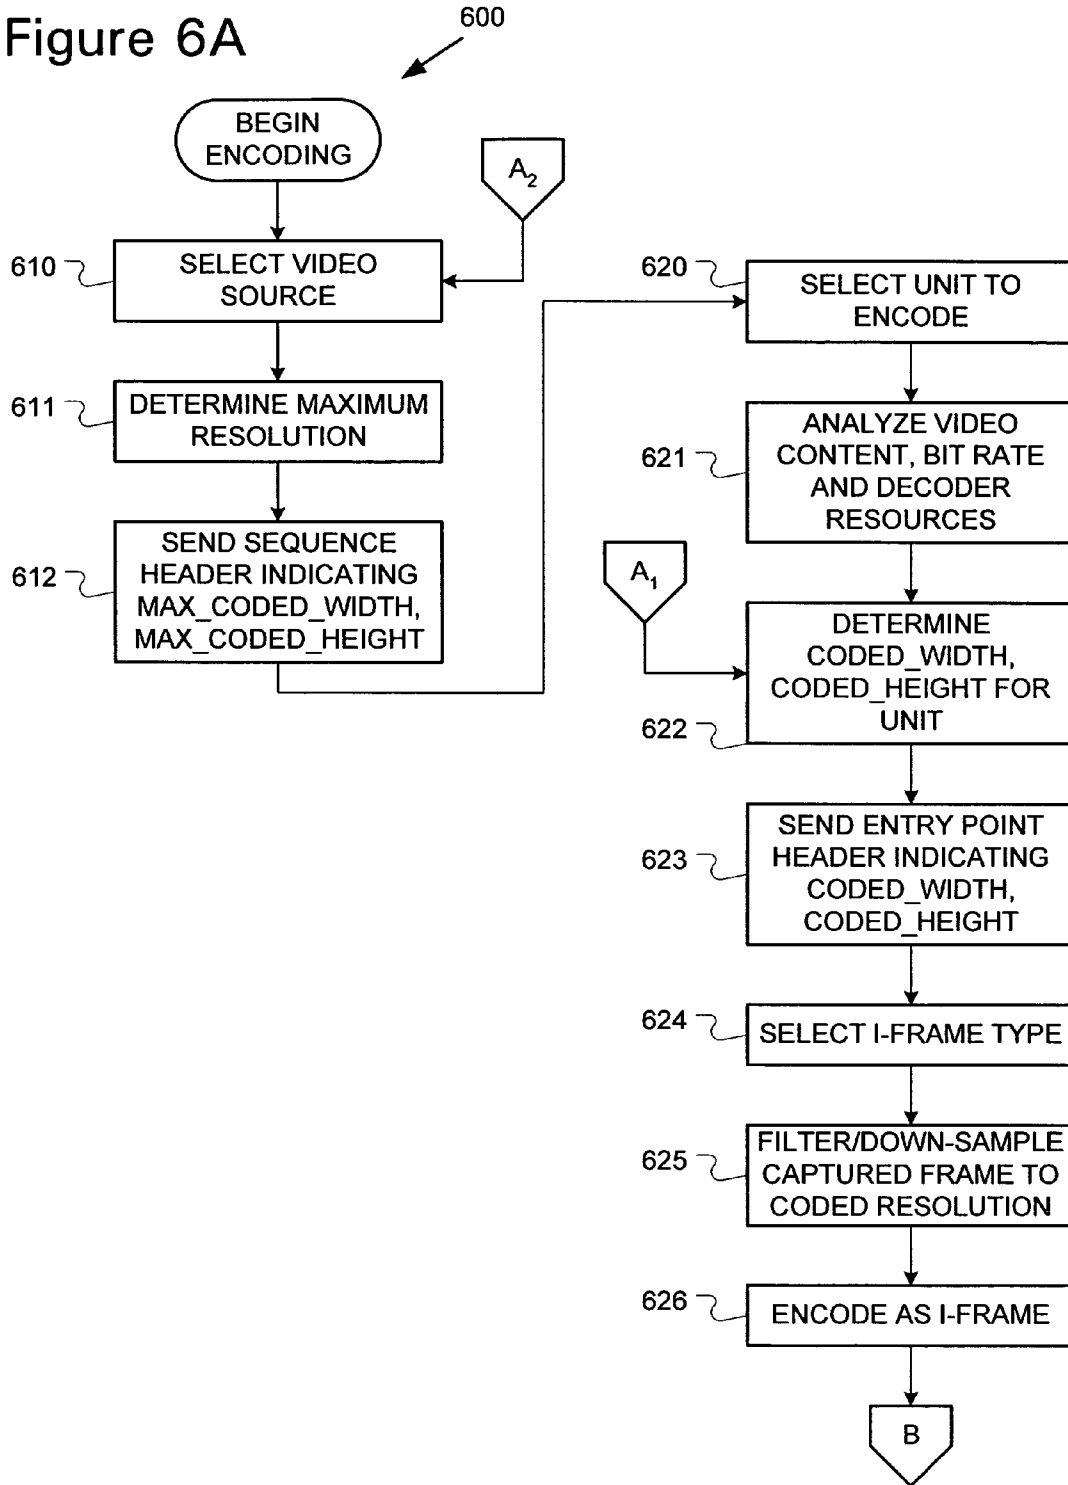 Figure 6A
600
BEGIN
ENCODING
A2
610
SELECT VIDEO
SOURCE
611
DETERMINE MAXIMUM
RESOLUTION
612
SEND SEQUENCE
HEADER INDICATING
MAX_CODED_WIDTH,
MAX_CODED_HEIGHT
620
SELECT UNIT TO
ENCODE
621
ANALYZE VIDEO
CONTENT, BIT RATE
AND DECODER
RESOURCES
A1
622
DETERMINE
CODED_WIDTH,
CODED_HEIGHT FOR
UNIT
623
SEND ENTRY POINT
HEADER INDICATING
CODED_WIDTH,
CODED_HEIGHT
624
SELECT I-FRAME TYPE
625
FILTER/DOWN-SAMPLE
CAPTURED FRAME TO
CODED RESOLUTION
626
ENCODE AS I-FRAME
B